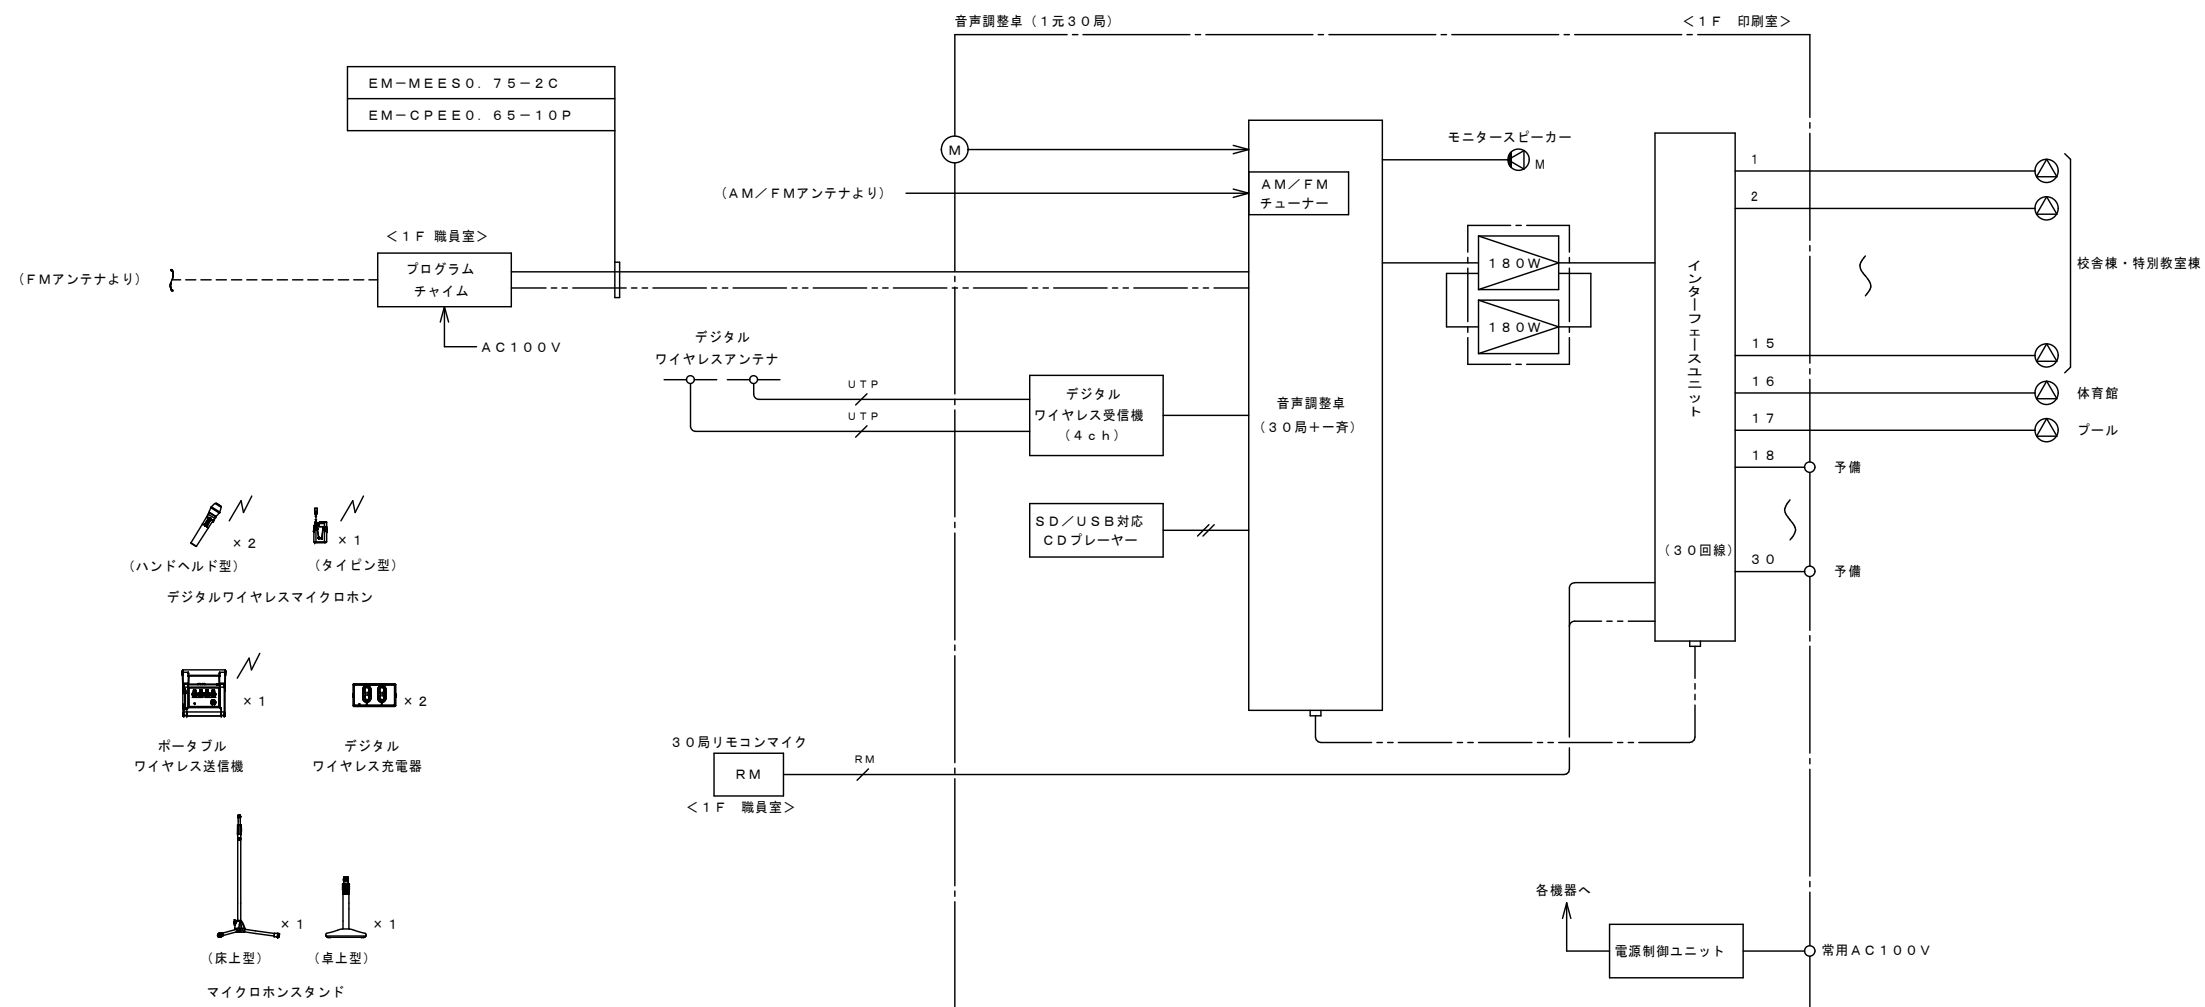 音声調整卓（１元３０局）
＜１Ｆ　印刷室＞
ＥＭ－ＭＥＥＳ０．７５－２Ｃ
ＥＭ－ＣＰＥＥ０．６５－１０Ｐ
Ｍ
モニタースピーカー
Ｍ
（ＡＭ／ＦＭアンテナより）
ＡＭ／ＦＭ
チューナー
１
２
＜１Ｆ 職員室＞
（ＦＭアンテナより）
プログラム
チャイム
ＡＣ１００Ｖ
１８０Ｗ
１８０Ｗ
インターフェースユニット
（３０回線）
校舎棟・特別教室棟
デジタル
ワイヤレスアンテナ
ＵＴＰ
ＵＴＰ
デジタル
ワイヤレス受信機
（４ｃｈ）
音声調整卓
（３０局＋一斉）
１５
１６
体育館
１７
プール
１８
予備
３０
予備
ＳＤ／ＵＳＢ対応
ＣＤプレーヤー
×２
×１
（ハンドヘルド型）
（タイピン型）
デジタルワイヤレスマイクロホン
×１
×２
ポータブル
ワイヤレス送信機
デジタル
ワイヤレス充電器
３０局リモコンマイク
ＲＭ
ＲＭ
＜１Ｆ　職員室＞
×１
×１
（床上型）
（卓上型）
マイクロホンスタンド
各機器へ
電源制御ユニット
常用ＡＣ１００Ｖ